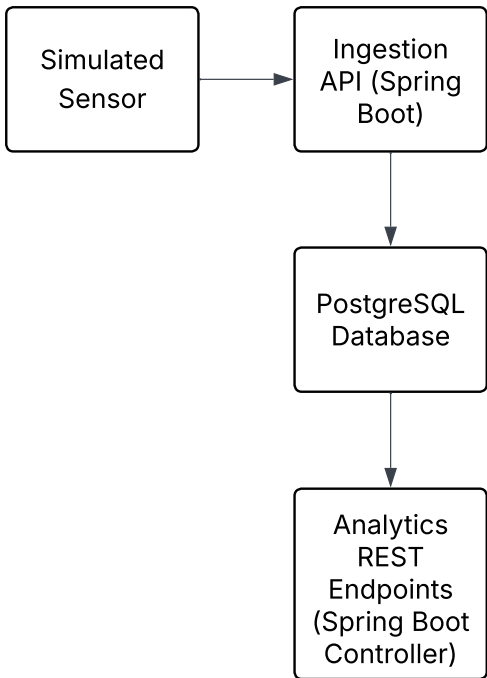 Simulated
Sensor
Ingestion
API (Spring
Boot)
PostgreSQL
Database
Analytics
REST
Endpoints
(Spring Boot
Controller)